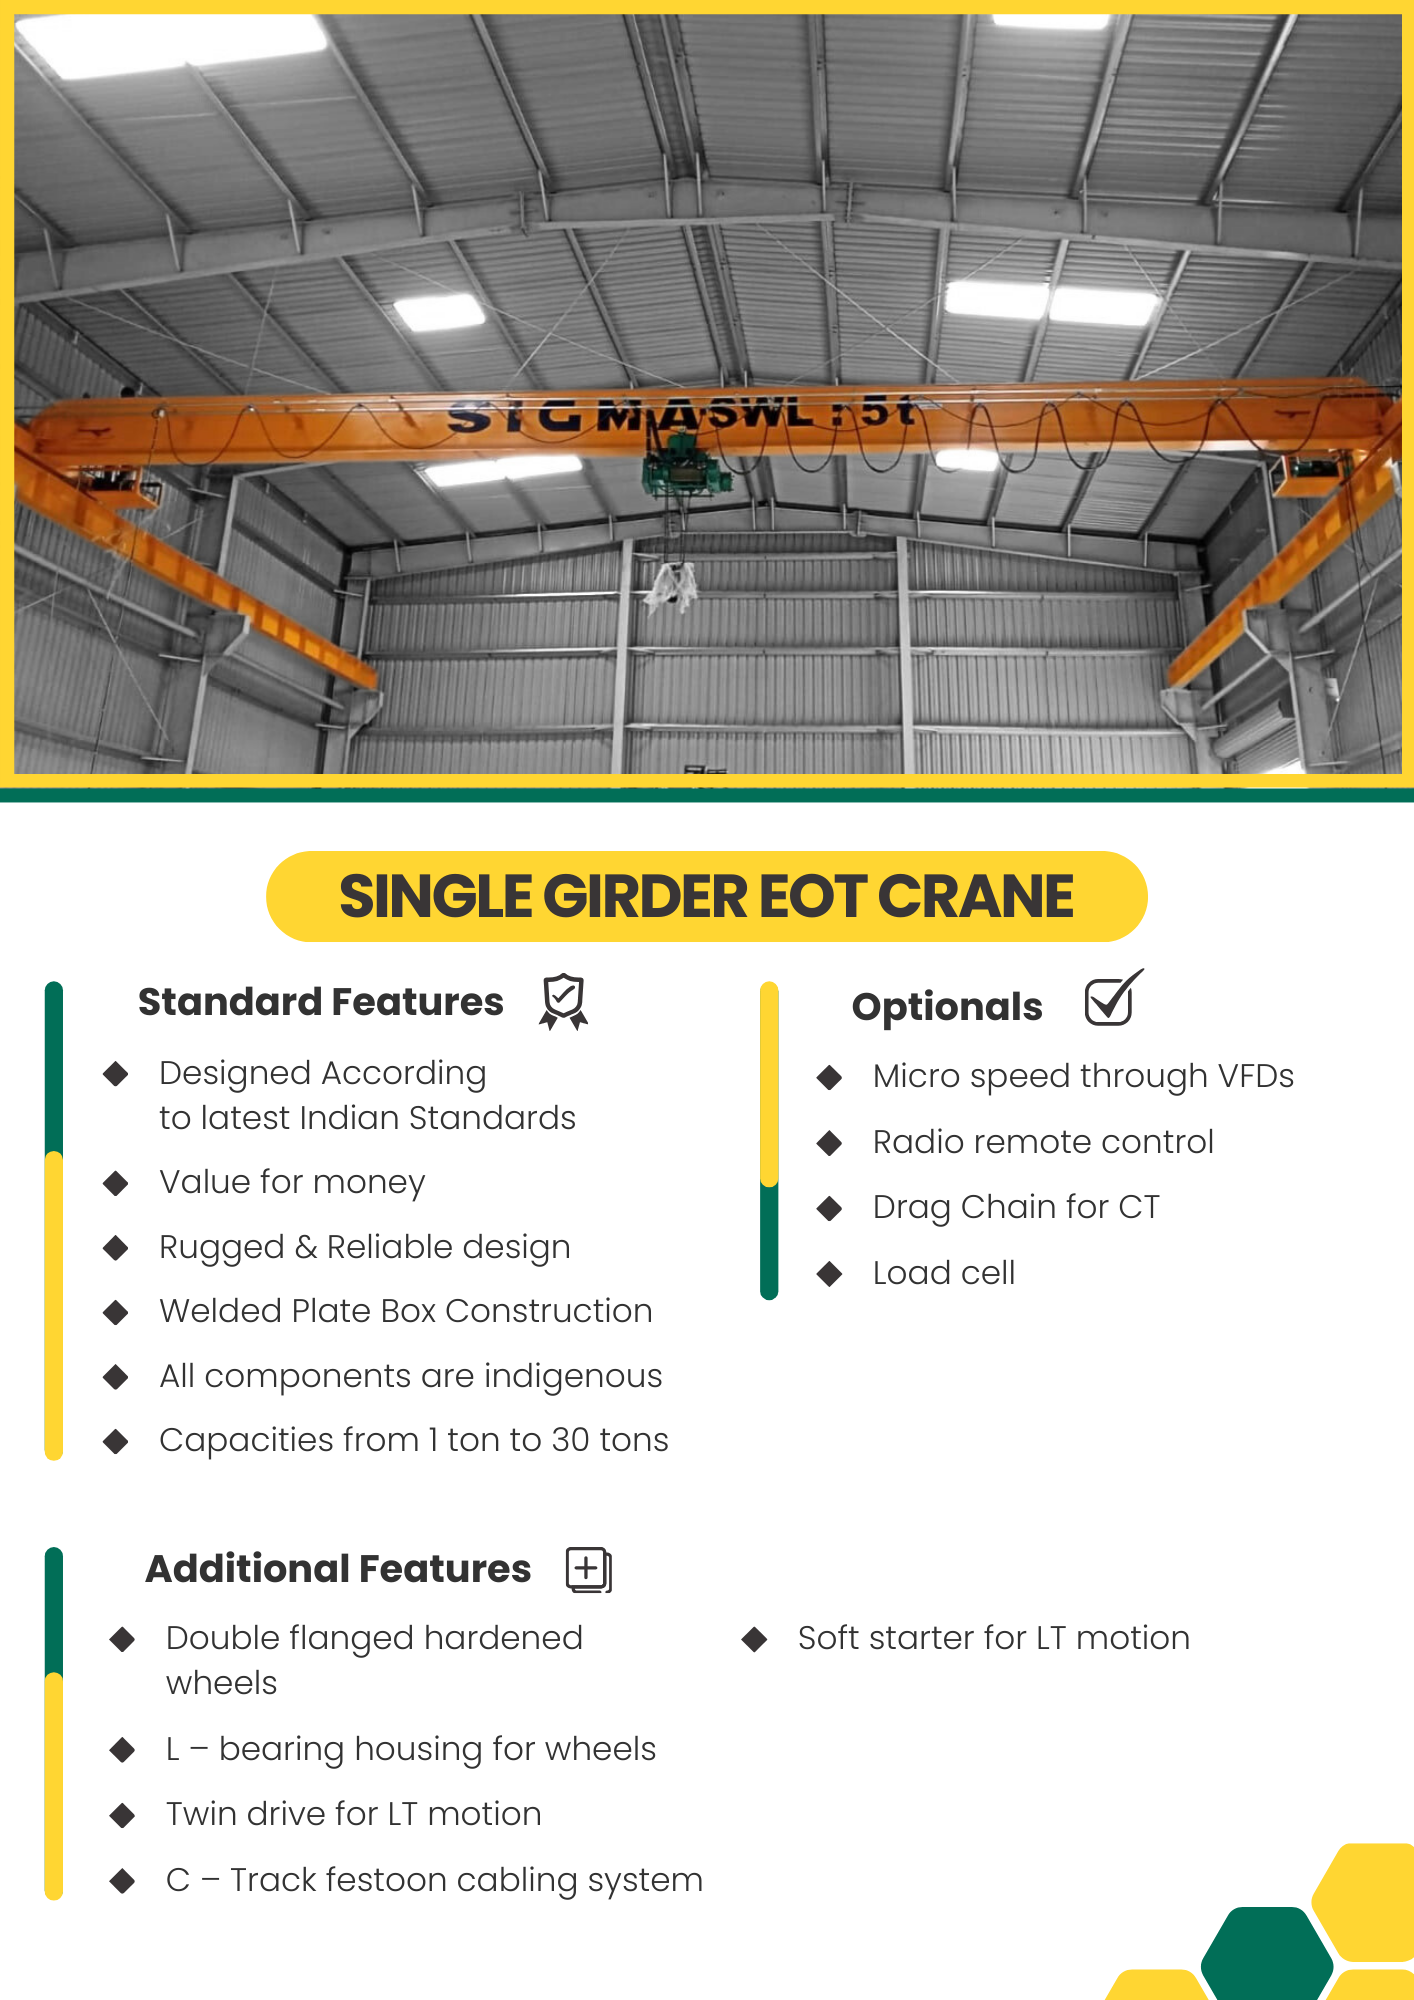 SIGMA SWL : 5t
SINGLE GIRDER EOT CRANE
Standard Features
Designed According
to latest Indian Standards
Value for money
Rugged & Reliable design
Welded Plate Box Construction
All components are indigenous
Capacities from 1 ton to 30 tons
Optionals
Micro speed through VFDs
Radio remote control
Drag Chain for CT
Load cell
Additional Features
Double flanged hardened
wheels
L – bearing housing for wheels
Twin drive for LT motion
C – Track festoon cabling system
Soft starter for LT motion